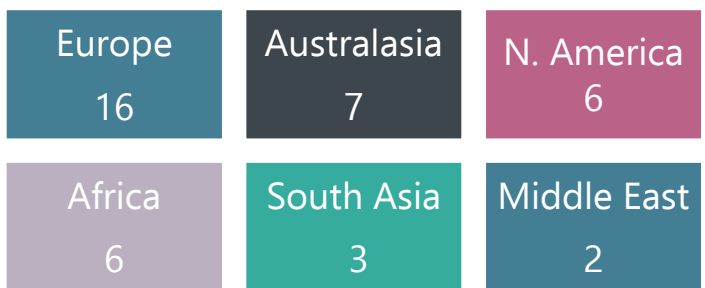 Europe
16
Australasia
7
N. America
6
Africa
6
South Asia
3
Middle East
2